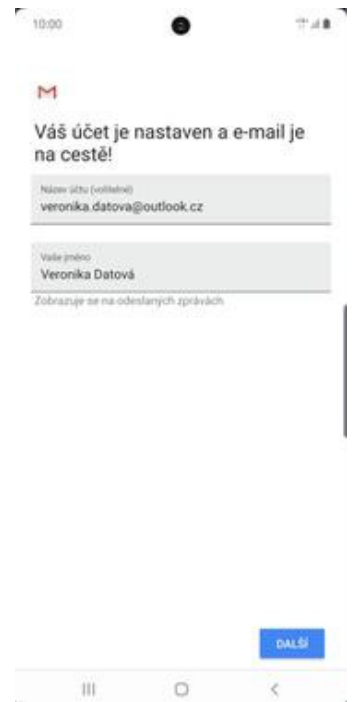 10:00
Váš účet je nastaven a e-mail je
na cestě!
Název účtu (volitelné)
veronika.datova@outlook.cz
Vaše jméno
Veronika Datová
Zobrazuje se na odeslaných zprávách
DALŠÍ